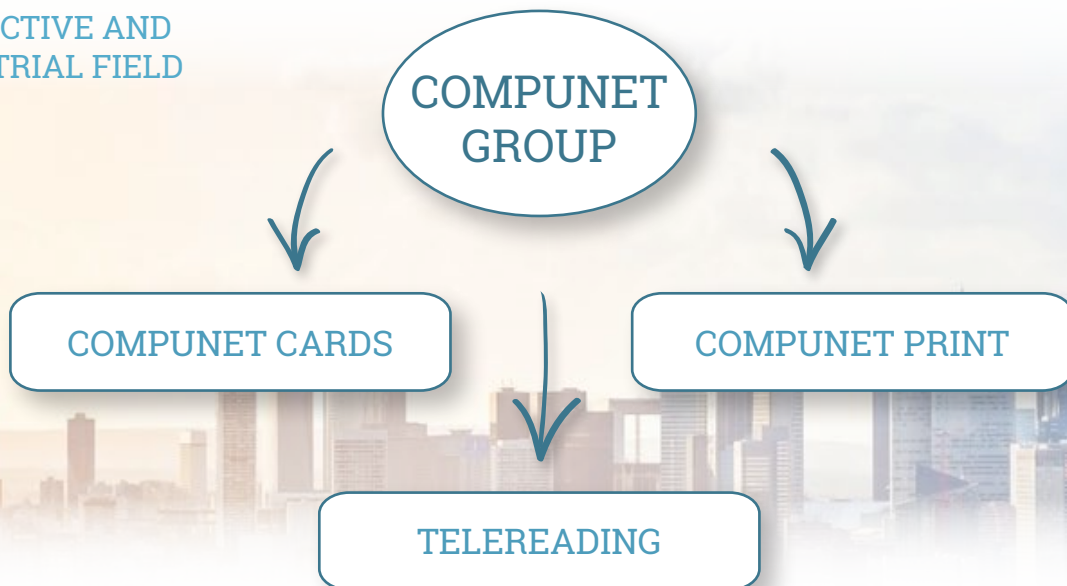 CTIVE AND
TRIAL FIELD
COMPUNET
GROUP
COMPUNET CARDS
COMPUNET PRINT
TELEREADING